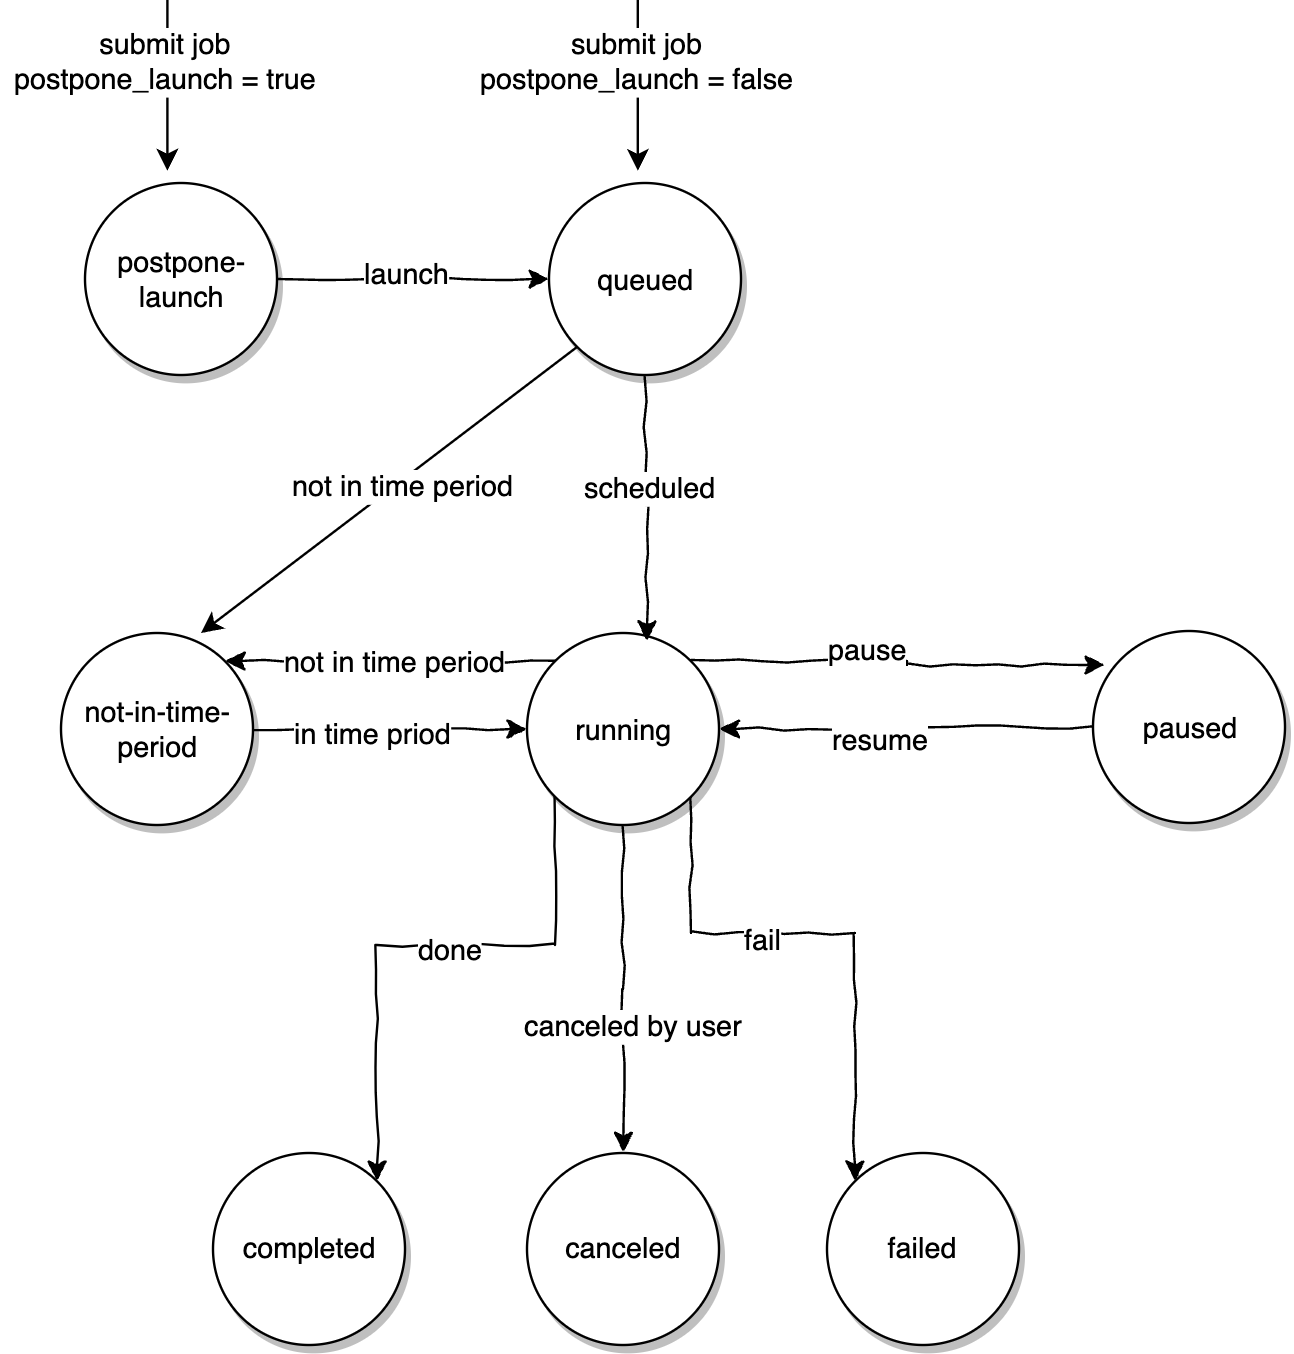 submit job
postpone_launch = true
submit job
postpone_launch = false
postpone-
launch
launch
queued
not in time period
scheduled
not in time period
pause
not-in-time-
period
in time priod
running
resume
paused
done
fail
canceled by user
completed
canceled
failed